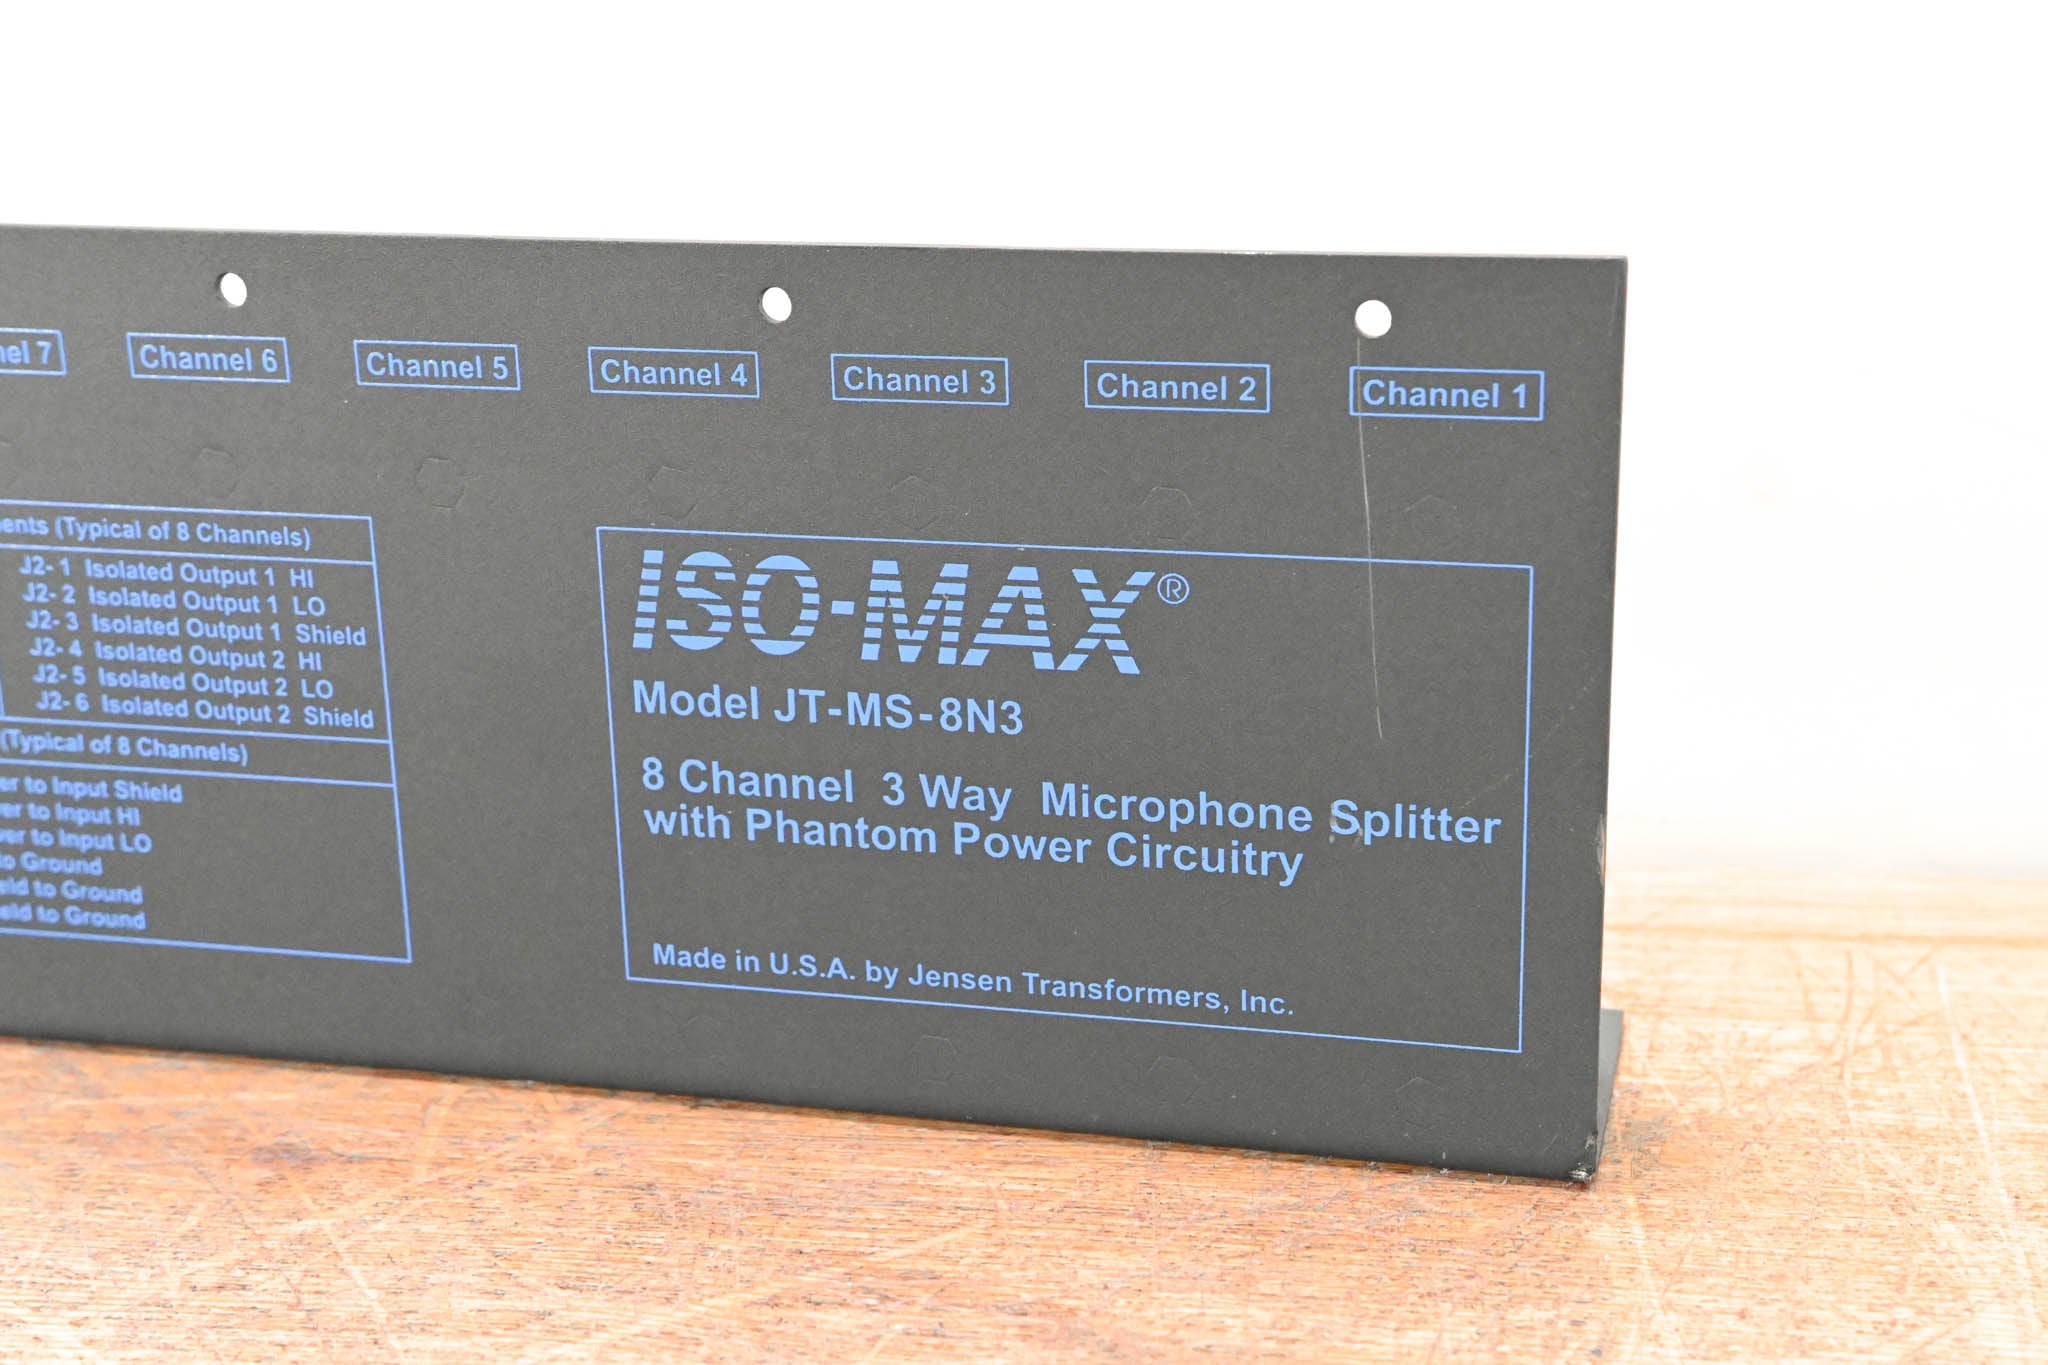 7
Channel 6
Channel 5
Channel 4
Channel 3
Channel 2
Channel 1
(Typical of 8 Channels)
J2- 1 Isolated Output 1 HI
J2- 2 Isolated Output 1 LO
J2- 3 Isolated Output 1 Shield
J2- 4 Isolated Output 2 HI
J2- 5 Isolated Output 2 LO
J2- 6 Isolated Output 2 Shield
(Typical of 8 Channels)
to Input Shield
to Input HI
to Input LO
to Ground
to Ground
to Ground
ISO-MAX®
Model JT-MS-8N3
8 Channel 3 Way Microphone Splitter
with Phantom Power Circuitry
Made in U.S.A. by Jensen Transformers, Inc.